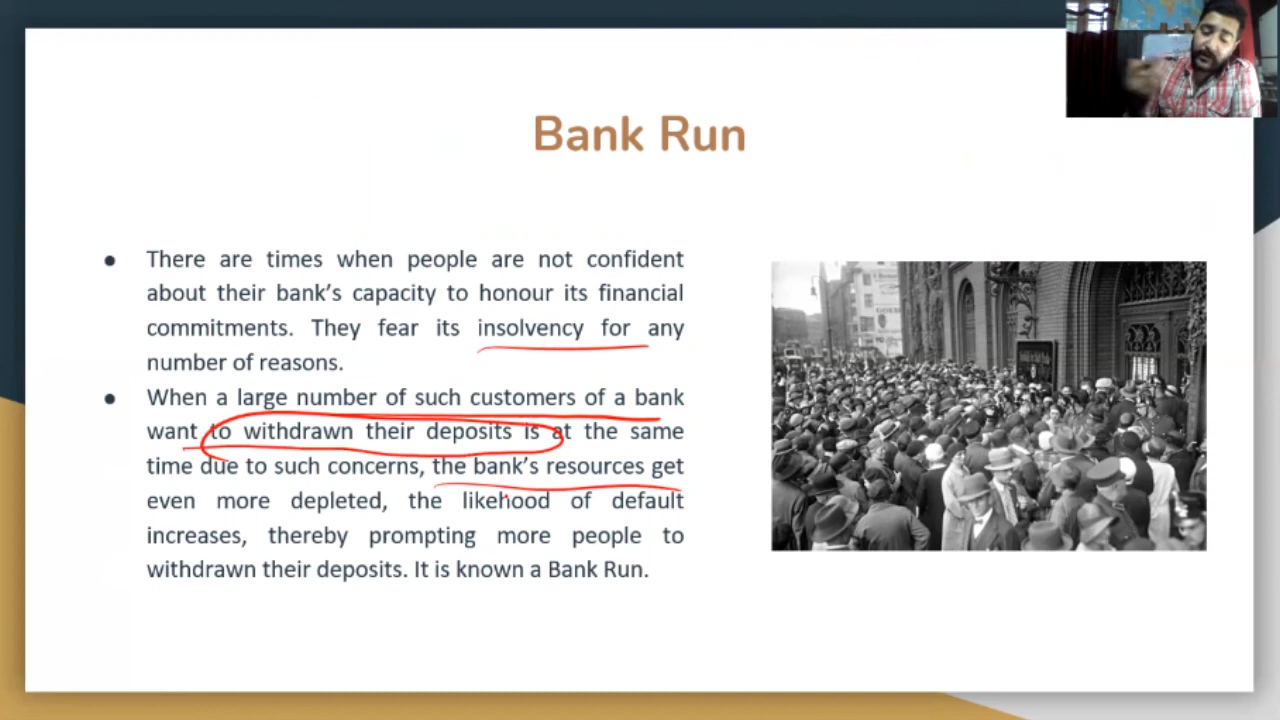 Bank Run
● There are times when people are not confident
about their bank's capacity to honour its financial
commitments. They fear its insolvency for any
number of reasons.
● When a large number of such customers of a bank
want to withdrawn their deposits is at the same
time due to such concerns, the bank's resources get
even more depleted, the likehood of default
increases, thereby prompting more people to
withdrawn their deposits. It is known a Bank Run.